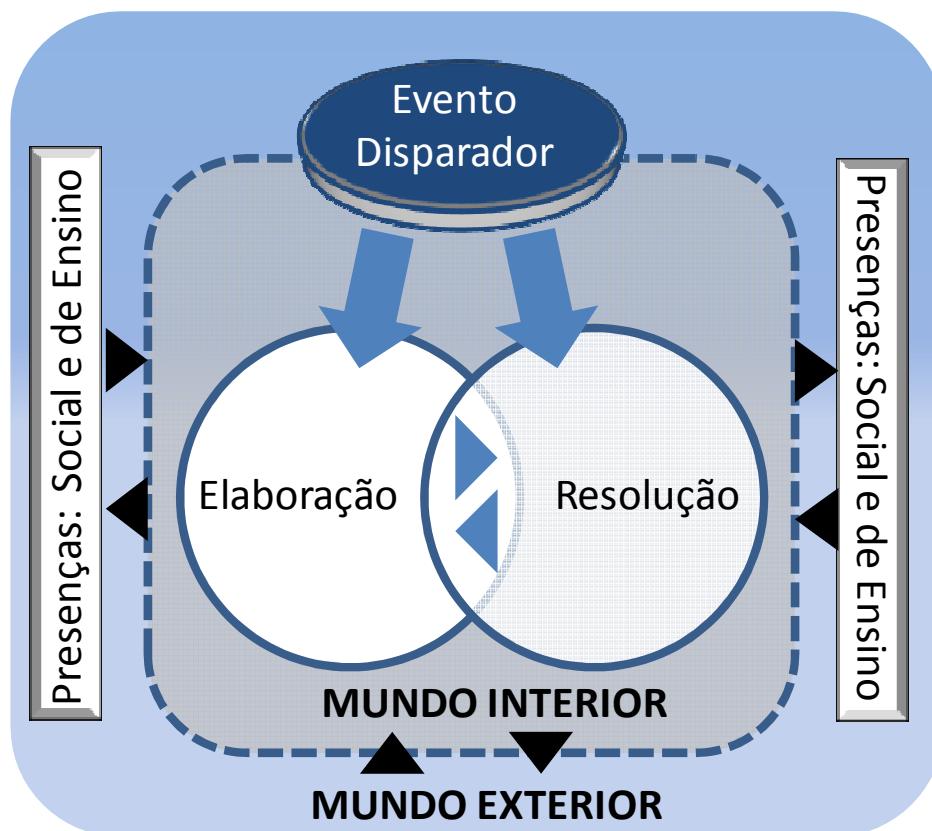 Evento
Disparador
Presenças: Social e de Ensino
Elaboração
Resolução
Presenças: Social e de Ensino
MUNDO INTERIOR
MUNDO EXTERIOR